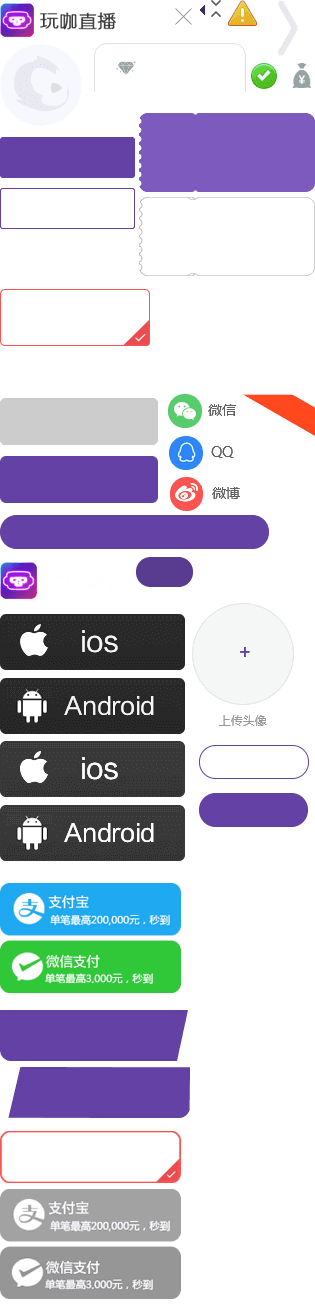 玩咖直播
微信
QQ
微博
ios
Android
ios
Android
+
上传头像
支付宝
单笔最高200,000元，秒到
微信支付
单笔最高3,000元，秒到
支付宝
单笔最高200,000元，秒到
微信支付
单笔最高3,000元，秒到